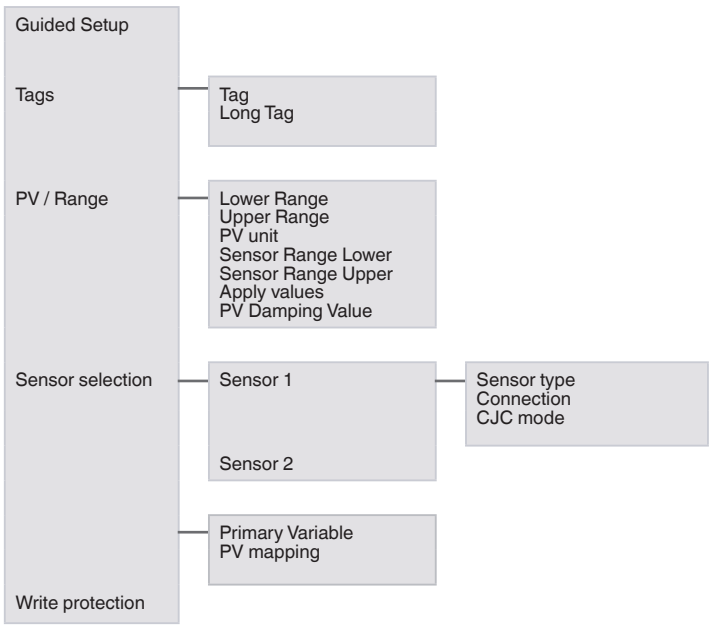 Guided Setup
Tags
Tag
Long Tag
PV / Range
Lower Range
Upper Range
PV unit
Sensor Range Lower
Sensor Range Upper
Apply values
PV Damping Value
Sensor selection
Sensor 1
Sensor type
Connection
CJC mode
Sensor 2
Primary Variable
PV mapping
Write protection